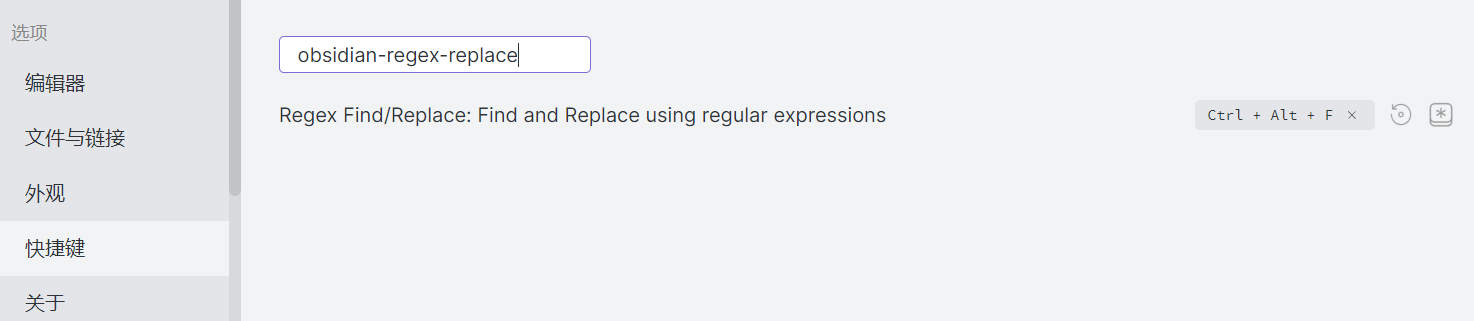 选项
编辑器
文件与链接
外观
快捷键
关于
obsidian-regex-replace
Regex Find/Replace: Find and Replace using regular expressions
Ctrl + Alt + F ×